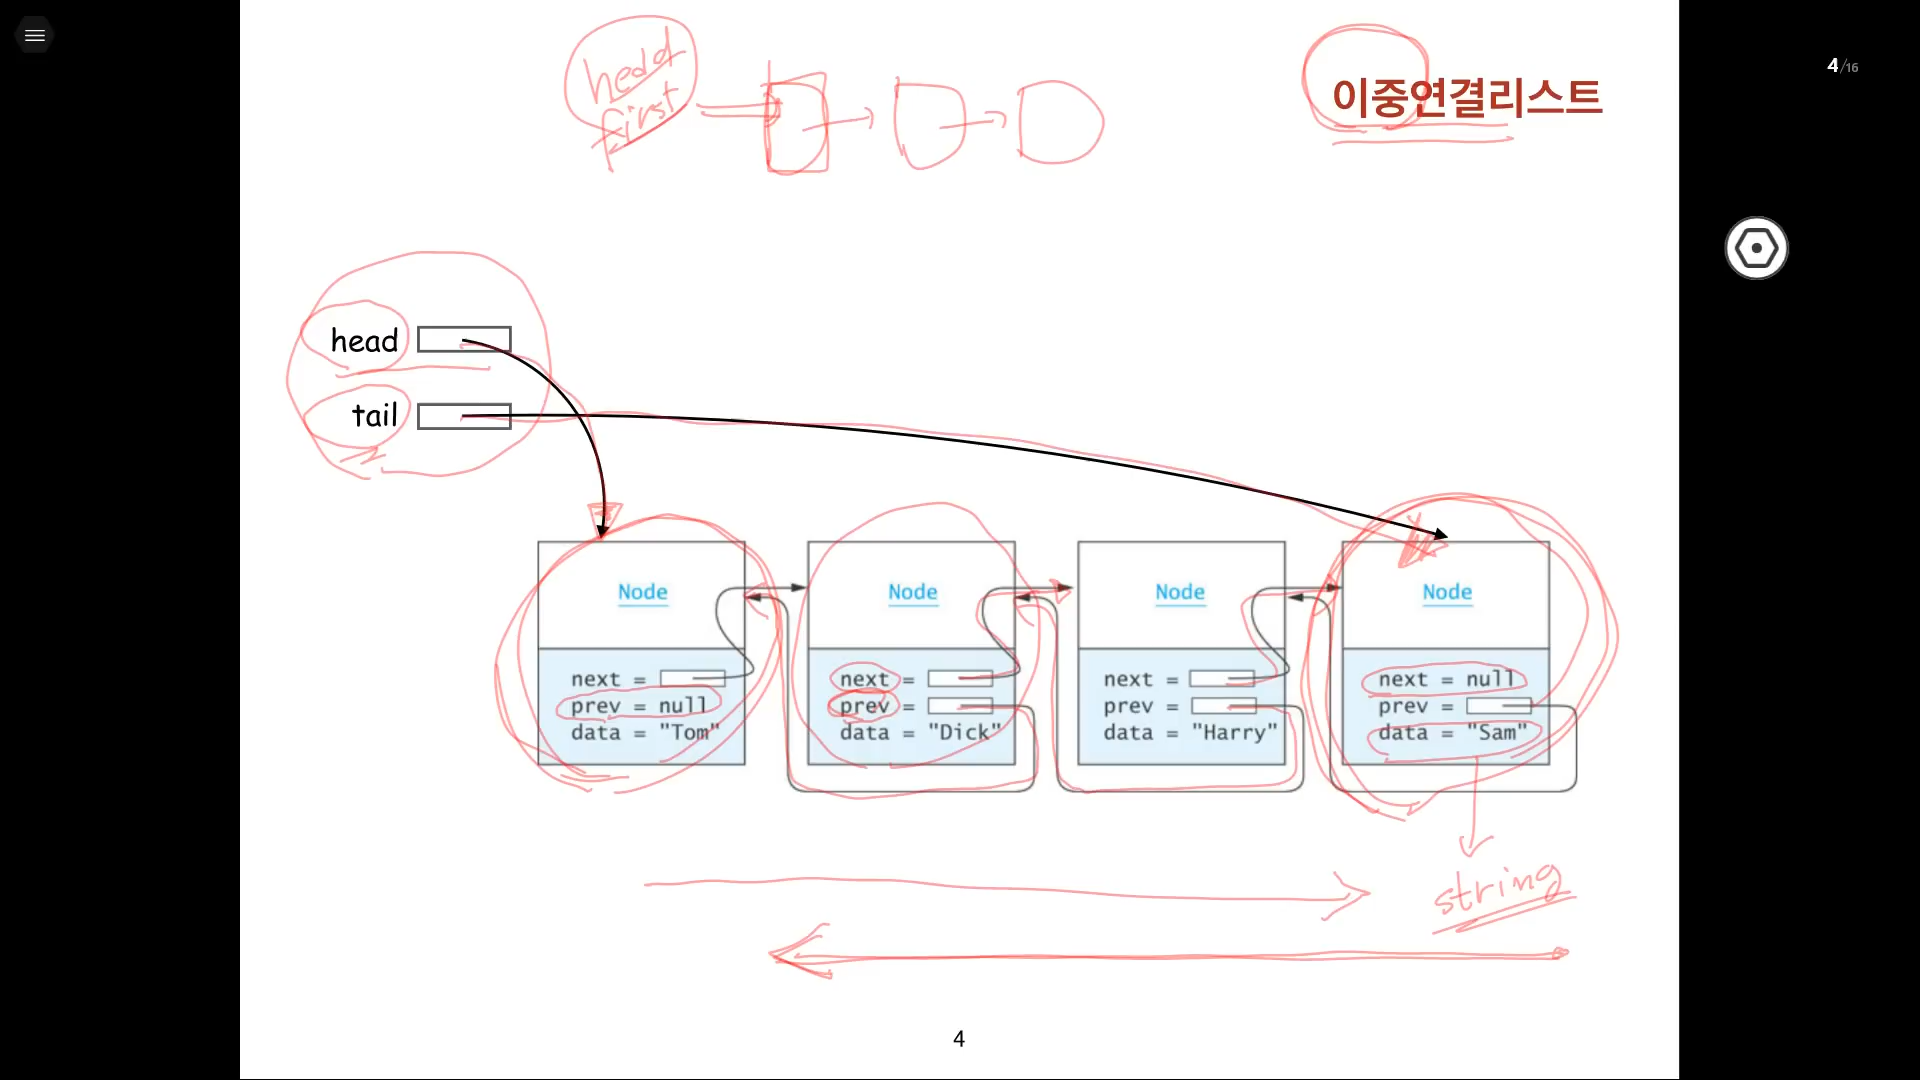 head
first
이중연결리스트
4/16
head
tail
Node
next =
prev = null
data = "Tom"
Node
next =
prev =
data = "Dick"
Node
next =
prev =
data = "Harry"
Node
next = null
prev =
data = "Sam"
string
4